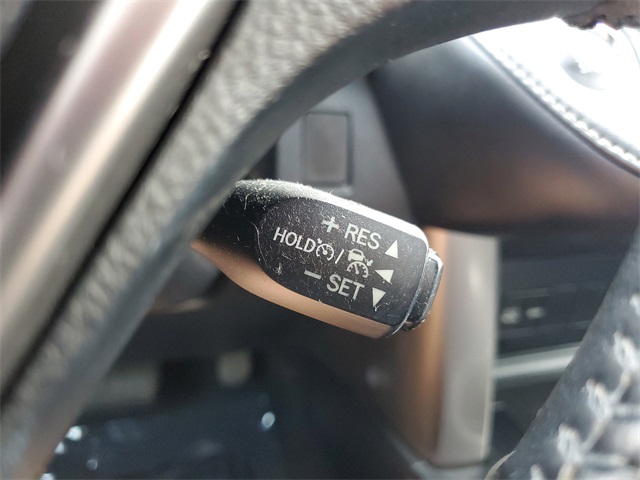 + RES ▲
HOLD / ◀
− SET ▼